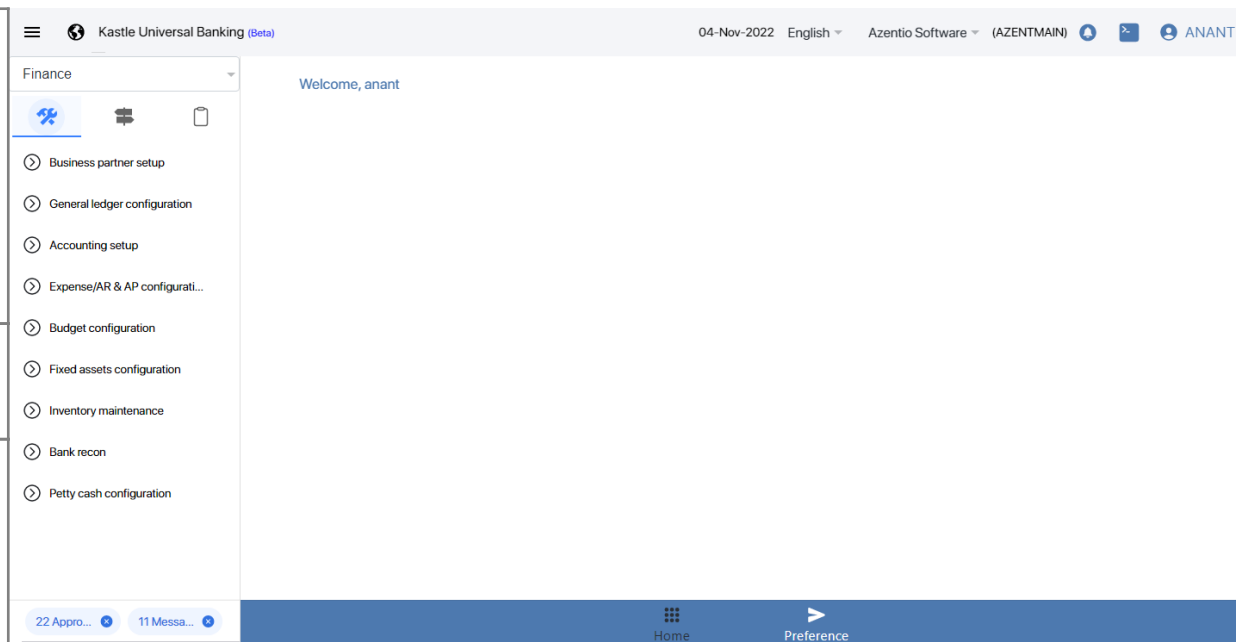 Kastle Universal Banking (Beta)
04-Nov-2022 English Azentio Software (AZENTMAIN) ANANT
Finance
Welcome, anant
Business partner setup
General ledger configuration
Accounting setup
Expense/AR & AP configurati...
Budget configuration
Fixed assets configuration
Inventory maintenance
Bank recon
Petty cash configuration
22 Appro... 11 Messa...
Home Preference